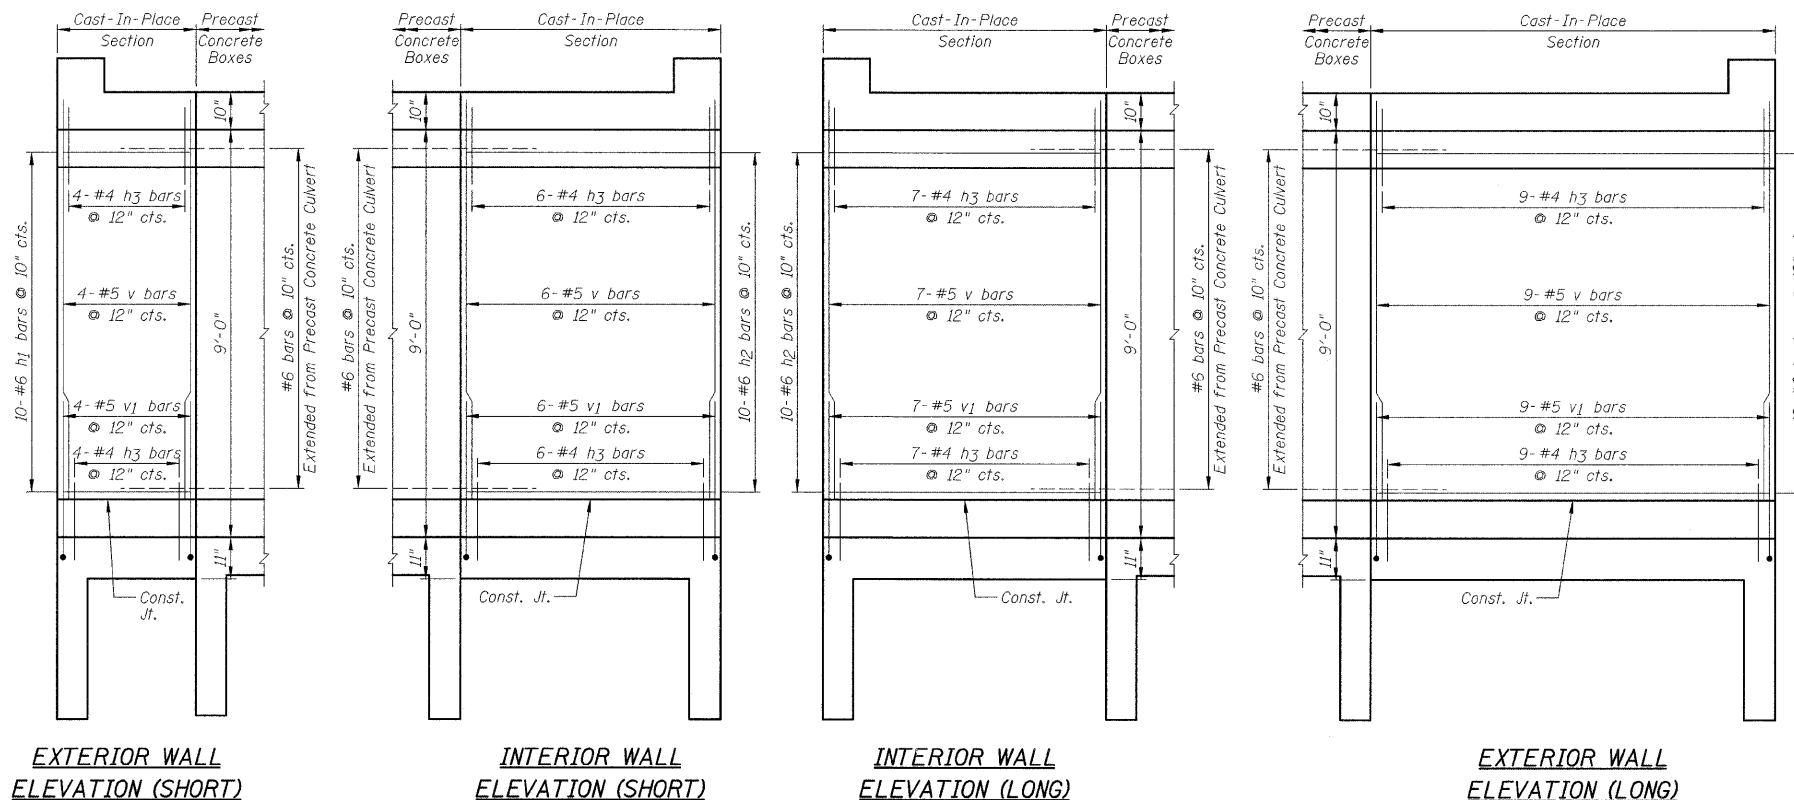 Cast-In-Place
Section
Precast
Concrete
Boxes
10"
4-#4 h3 bars
@ 12" cts.
4-#5 v bars
@ 12" cts.
4-#5 v1 bars
@ 12" cts.
4-#4 h3 bars
@ 12" cts.
10-#6 h1 bars @ 10" cts.
9'-0"
#6 bars @ 10" cts.
Extended from Precast Concrete Culvert
11"
Const.
Jt.
EXTERIOR WALL
ELEVATION (SHORT)
Precast
Concrete
Boxes
Cast-In-Place
Section
10"
#6 bars @ 10" cts.
Extended from Precast Concrete Culvert
9'-0"
6-#4 h3 bars
@ 12" cts.
6-#5 v bars
@ 12" cts.
6-#5 v1 bars
@ 12" cts.
6-#4 h3 bars
@ 12" cts.
10-#6 h2 bars @ 10" cts.
11"
Const. Jt.
INTERIOR WALL
ELEVATION (SHORT)
Cast-In-Place
Section
Precast
Concrete
Boxes
10"
10-#6 h2 bars @ 10" cts.
7-#4 h3 bars
@ 12" cts.
7-#5 v bars
@ 12" cts.
7-#5 v1 bars
@ 12" cts.
7-#4 h3 bars
@ 12" cts.
9'-0"
#6 bars @ 10" cts.
Extended from Precast Concrete Culvert
11"
Const. Jt.
INTERIOR WALL
ELEVATION (LONG)
Precast
Concrete
Boxes
Cast-In-Place
Section
10"
#6 bars @ 10" cts.
Extended from Precast Concrete Culvert
9'-0"
9-#4 h3 bars
@ 12" cts.
9-#5 v bars
@ 12" cts.
9-#5 v1 bars
@ 12" cts.
9-#4 h3 bars
@ 12" cts.
11"
Const. Jt.
EXTERIOR WALL
ELEVATION (LONG)